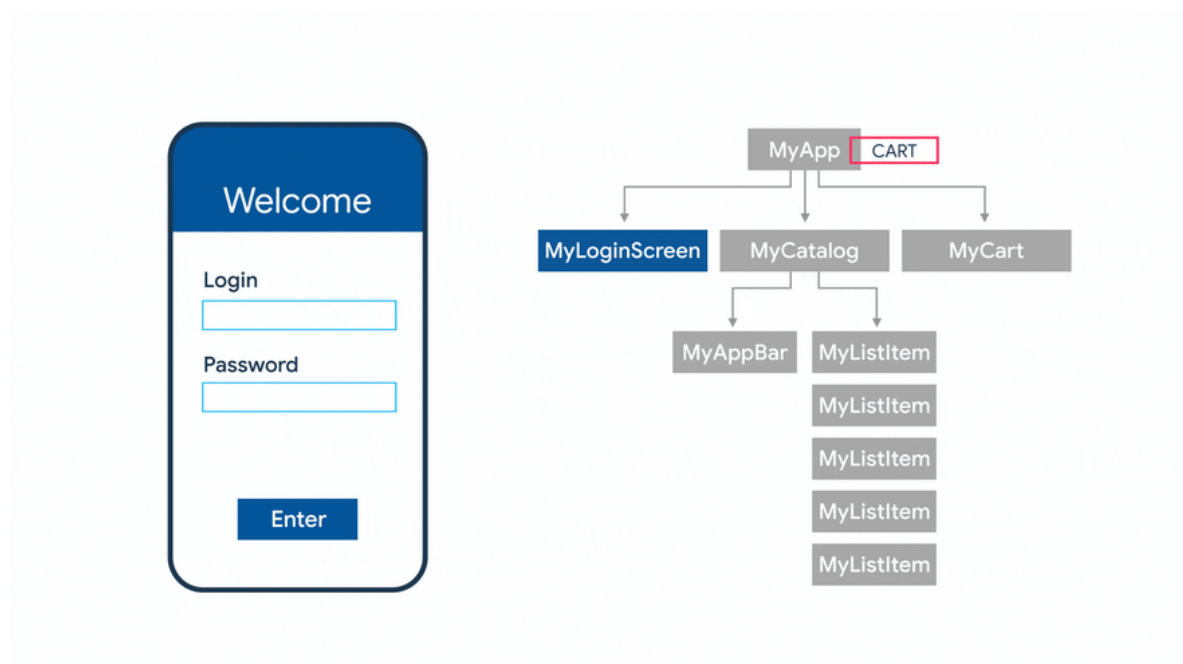 Welcome
Login
Password
Enter
MyApp
CART
MyLoginScreen
MyCatalog
MyCart
MyAppBar
MyListItem
MyListItem
MyListItem
MyListItem
MyListItem